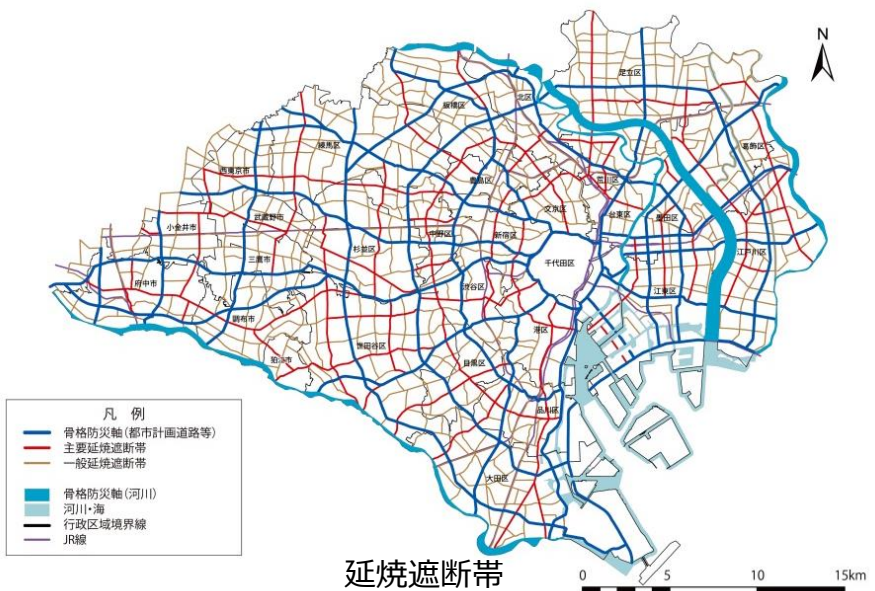 N
足立区
北区
板橋区
葛飾区
練馬区
西東京市
豊島区
荒川区
文京区
台東区
墨田区
武蔵野市
小金井市
中野区
新宿区
杉並区
江戸川区
三鷹市
千代田区
渋谷区
府中市
江東区
調布市
港区
世田谷区
狛江市
目黒区
品川区
大田区
凡 例
骨格防災軸(都市計画道路等)
主要延焼遮断帯
一般延焼遮断帯
骨格防災軸(河川)
河川・海
行政区域境界線
JR線
延焼遮断帯
0 5 10 15km